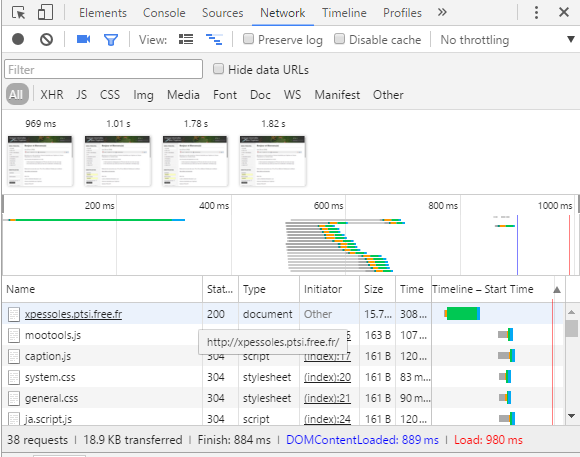 Elements Console Sources Network Timeline Profiles »
View: Preserve log Disable cache No throttling
Filter Hide data URLs
All XHR JS CSS Img Media Font Doc WS Manifest Other
969 ms 1.01 s 1.78 s 1.82 s
200 ms 400 ms 600 ms 800 ms 1000 ms
Name Stat... Type Initiator Size Time Timeline – Start Time
xpessoles.ptsi.free.fr 200 document Other 15.7... 308...
mootools.js 163 B 107...
http://xpessoles.ptsi.free.fr/
caption.js 304 script (index):17 161 B 120...
system.css 304 stylesheet (index):20 161 B 83 m...
general.css 304 stylesheet (index):21 161 B 90 m...
ja.script.js 304 script (index):24 161 B 120...
38 requests | 18.9 KB transferred | Finish: 884 ms | DOMContentLoaded: 889 ms | Load: 980 ms